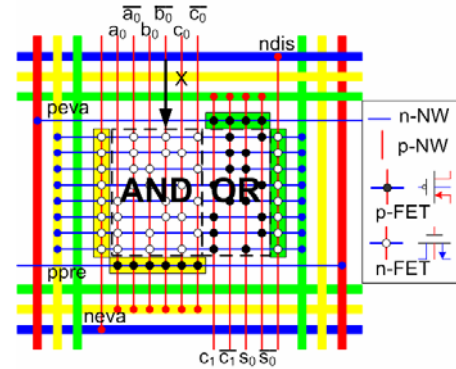 a̅₀ b̅₀ c̅₀
a₀ b₀ c₀
ndis
X
peva
n-NW
p-NW
AND OR
p-FET
n-FET
ppre
neva
c₁ c̅₁ s₀ s̅₀